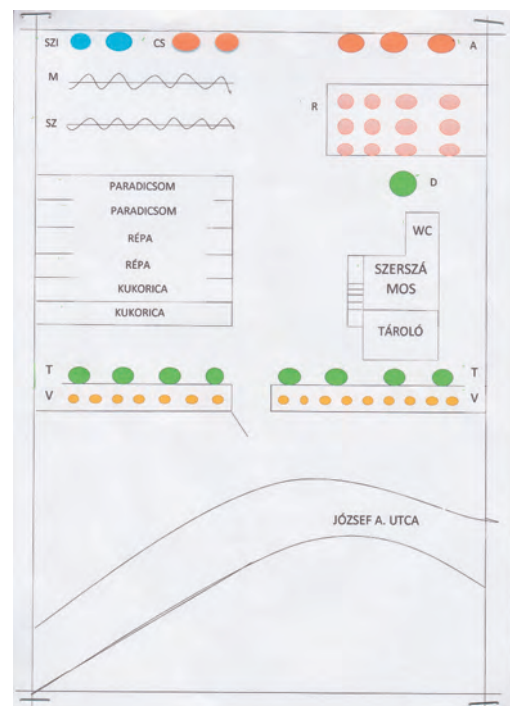 SZI
CS
A
M
R
SZ
D
PARADICSOM
PARADICSOM
RÉPA
RÉPA
KUKORICA
KUKORICA
WC
SZERSZÁ
MOS
TÁROLÓ
T
T
V
V
JÓZSEF A. UTCA